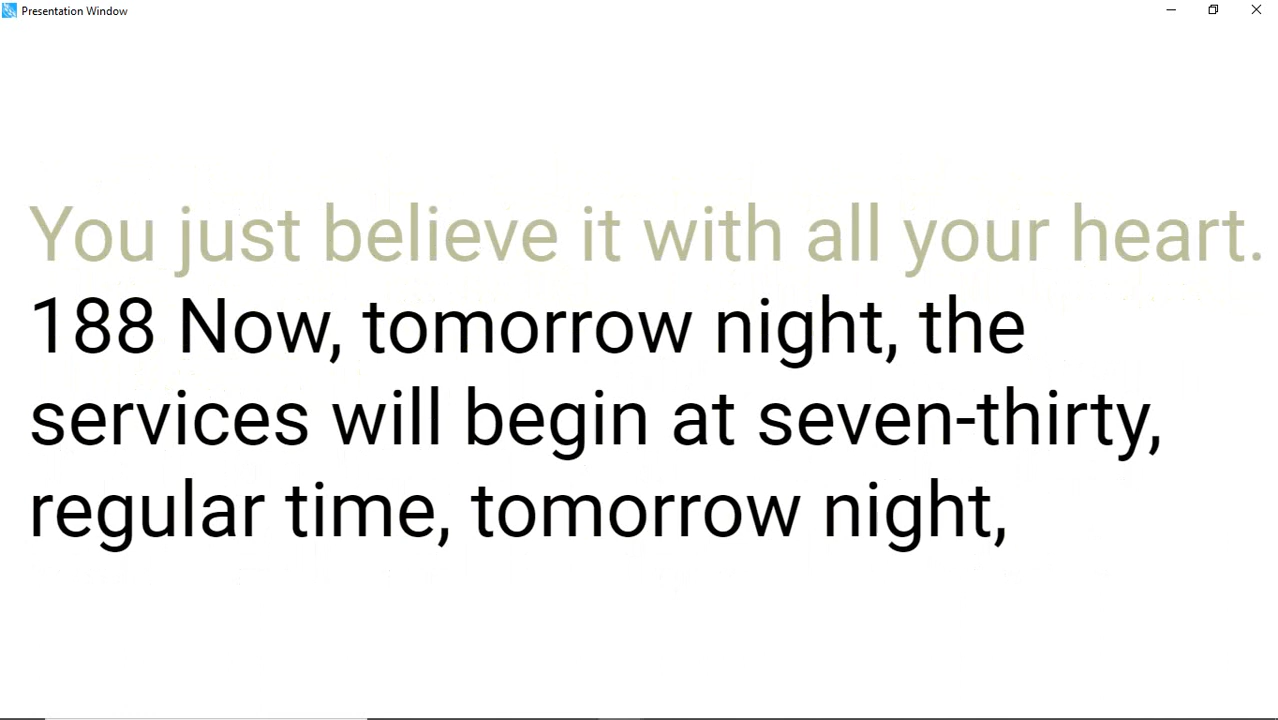 Presentation Window
You just believe it with all your heart.
188 Now, tomorrow night, the
services will begin at seven-thirty,
regular time, tomorrow night,